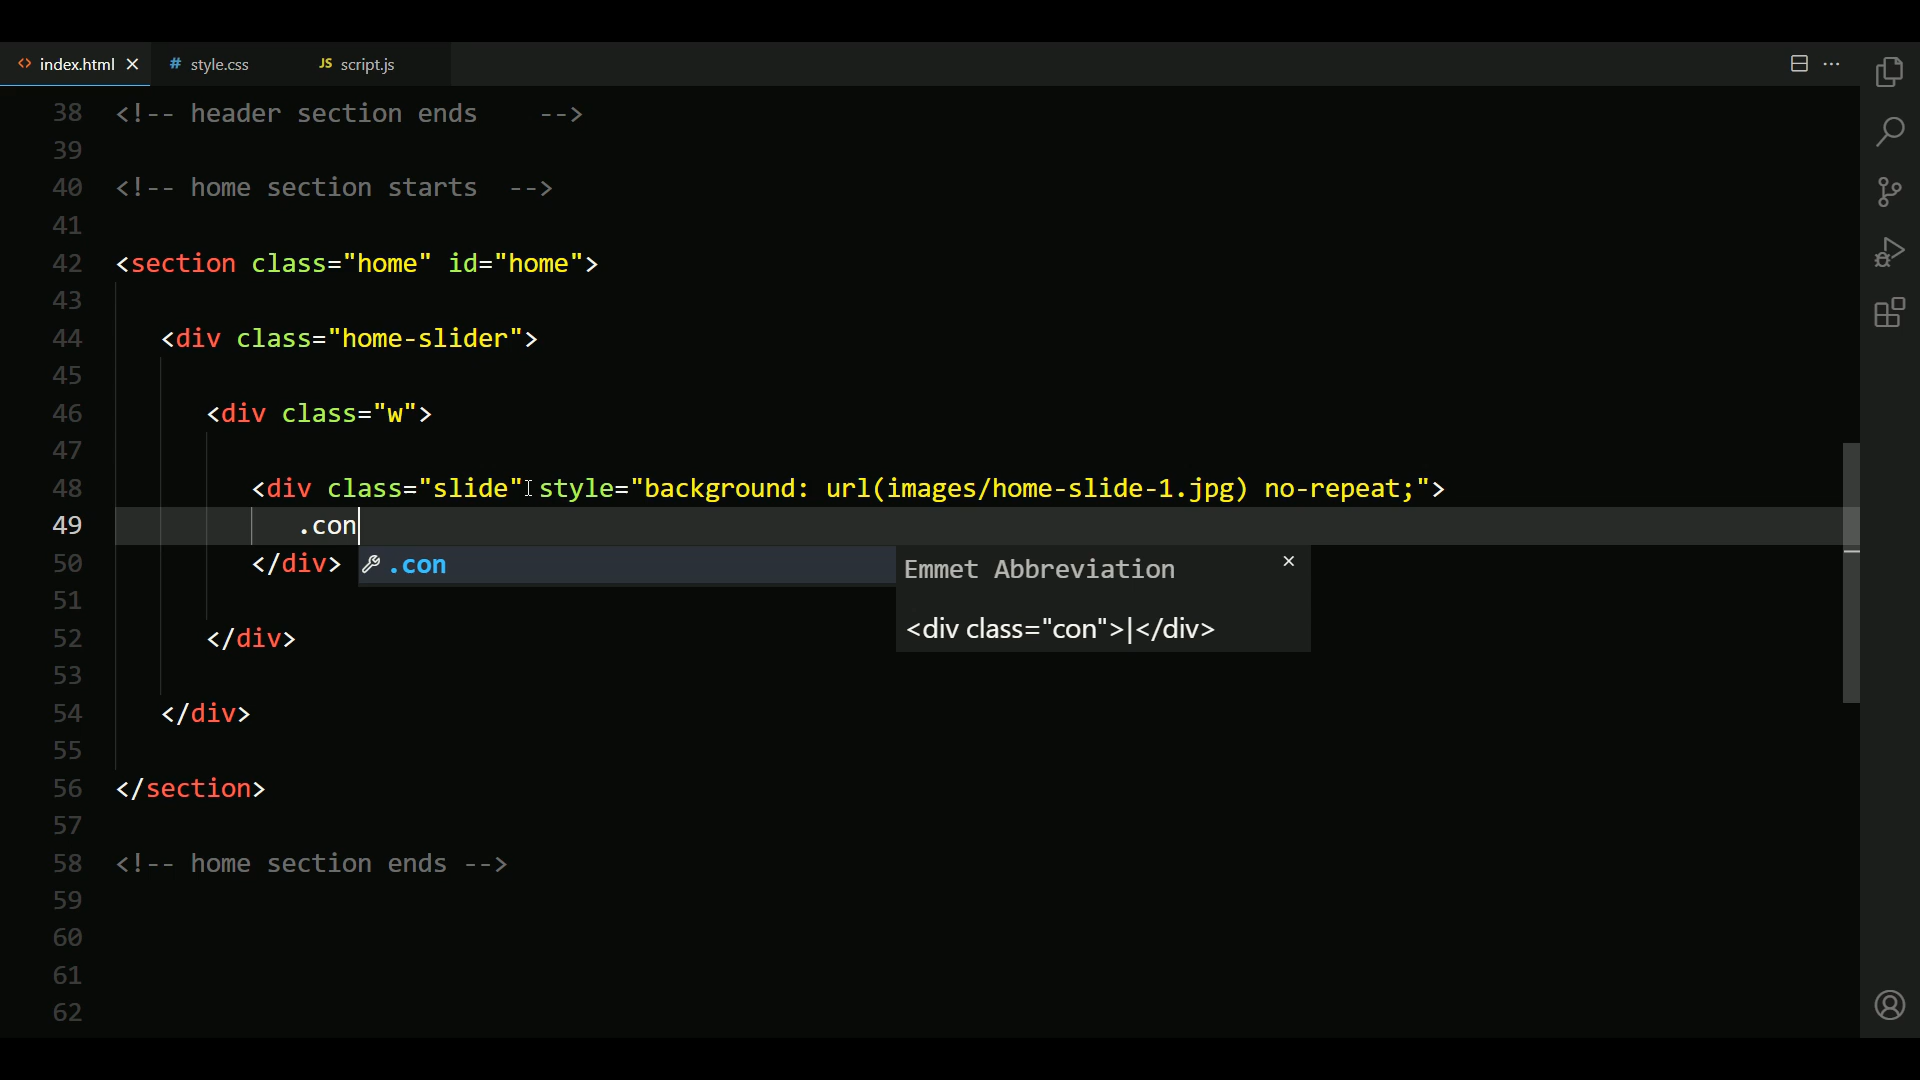 index.html
style.css
JS script.js
38 <!-- header section ends    -->
39
40 <!-- home section starts  -->
41
42 <section class="home" id="home">
43
44    <div class="home-slider">
45
46       <div class="w">
47
48          <div class="slide" style="background: url(images/home-slide-1.jpg) no-repeat;">
49             .con
50          </div>
.con
Emmet Abbreviation
<div class="con">|</div>
51
52       </div>
53
54    </div>
55
56 </section>
57
58 <!-- home section ends -->
59
60
61
62